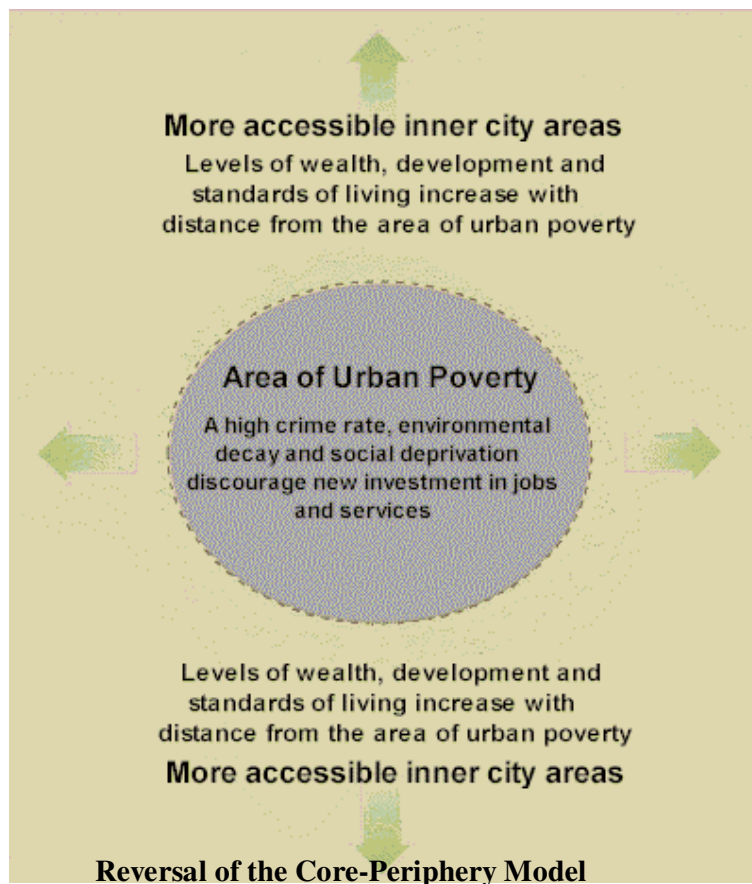 More accessible inner city areas
Levels of wealth, development and
standards of living increase with
distance from the area of urban poverty
Area of Urban Poverty
A high crime rate, environmental
decay and social deprivation
discourage new investment in jobs
and services
Levels of wealth, development and
standards of living increase with
distance from the area of urban poverty
More accessible inner city areas
Reversal of the Core-Periphery Model